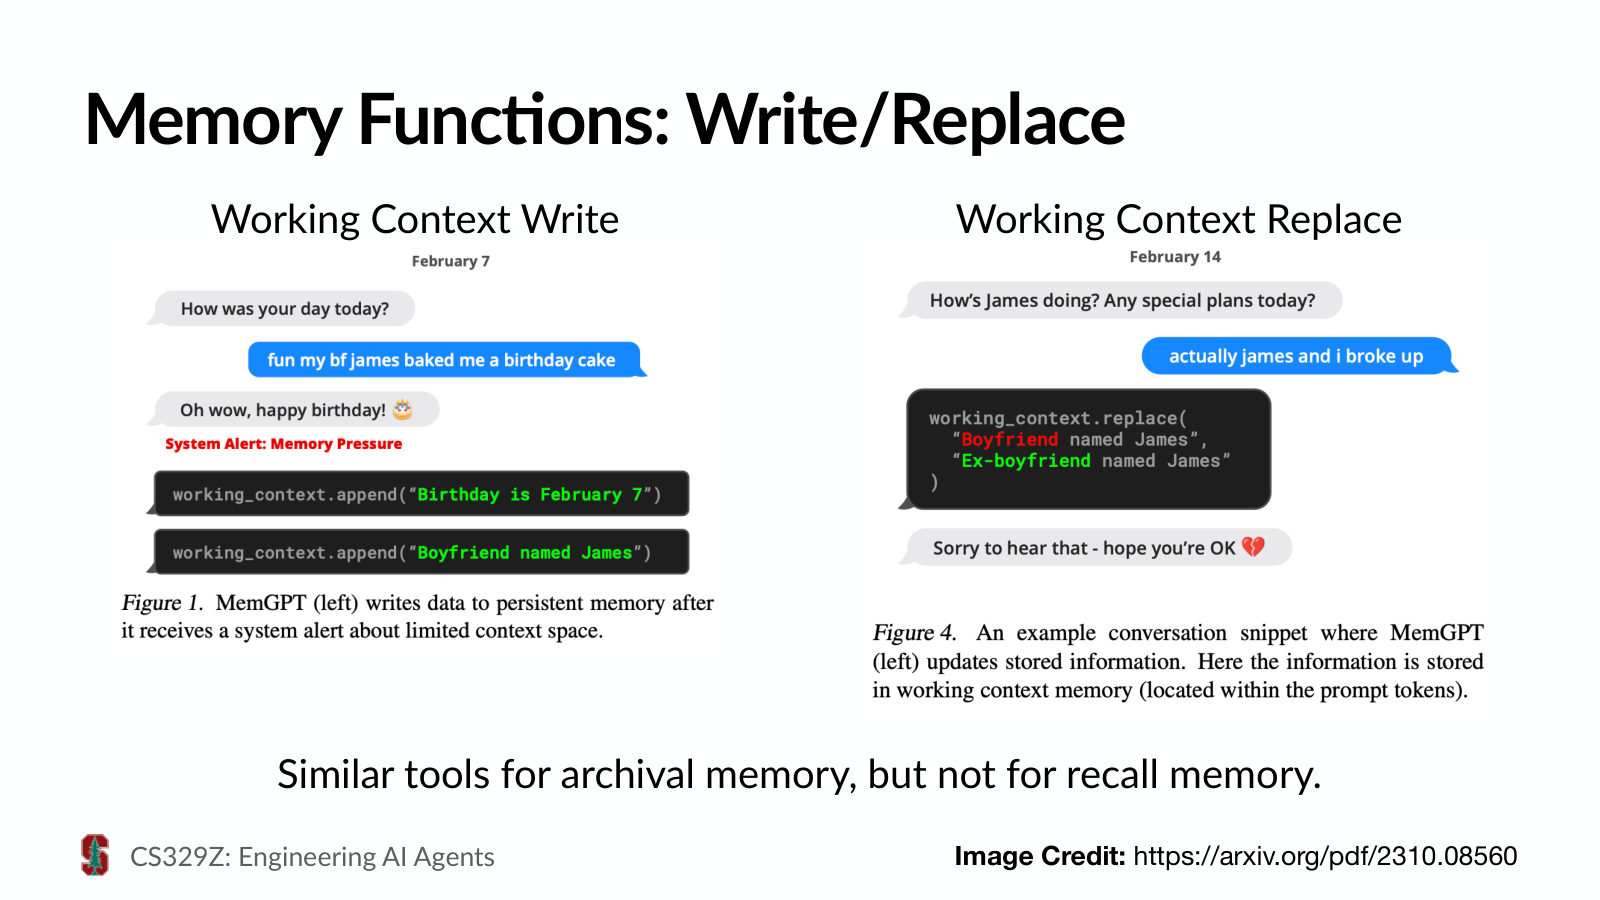 Memory Functions: Write/Replace
Working Context Write
February 7
How was your day today?
fun my bf james baked me a birthday cake
Oh wow, happy birthday! 🎂
System Alert: Memory Pressure
working_context.append(“Birthday is February 7”)
working_context.append(“Boyfriend named James”)
Figure 1. MemGPT (left) writes data to persistent memory after
it receives a system alert about limited context space.
Working Context Replace
February 14
How’s James doing? Any special plans today?
actually james and i broke up
working_context.replace(
“Boyfriend named James”,
“Ex-boyfriend named James”
)
Sorry to hear that - hope you’re OK 💔
Figure 4. An example conversation snippet where MemGPT
(left) updates stored information. Here the information is stored
in working context memory (located within the prompt tokens).
Similar tools for archival memory, but not for recall memory.
CS329Z: Engineering AI Agents
Image Credit: https://arxiv.org/pdf/2310.08560